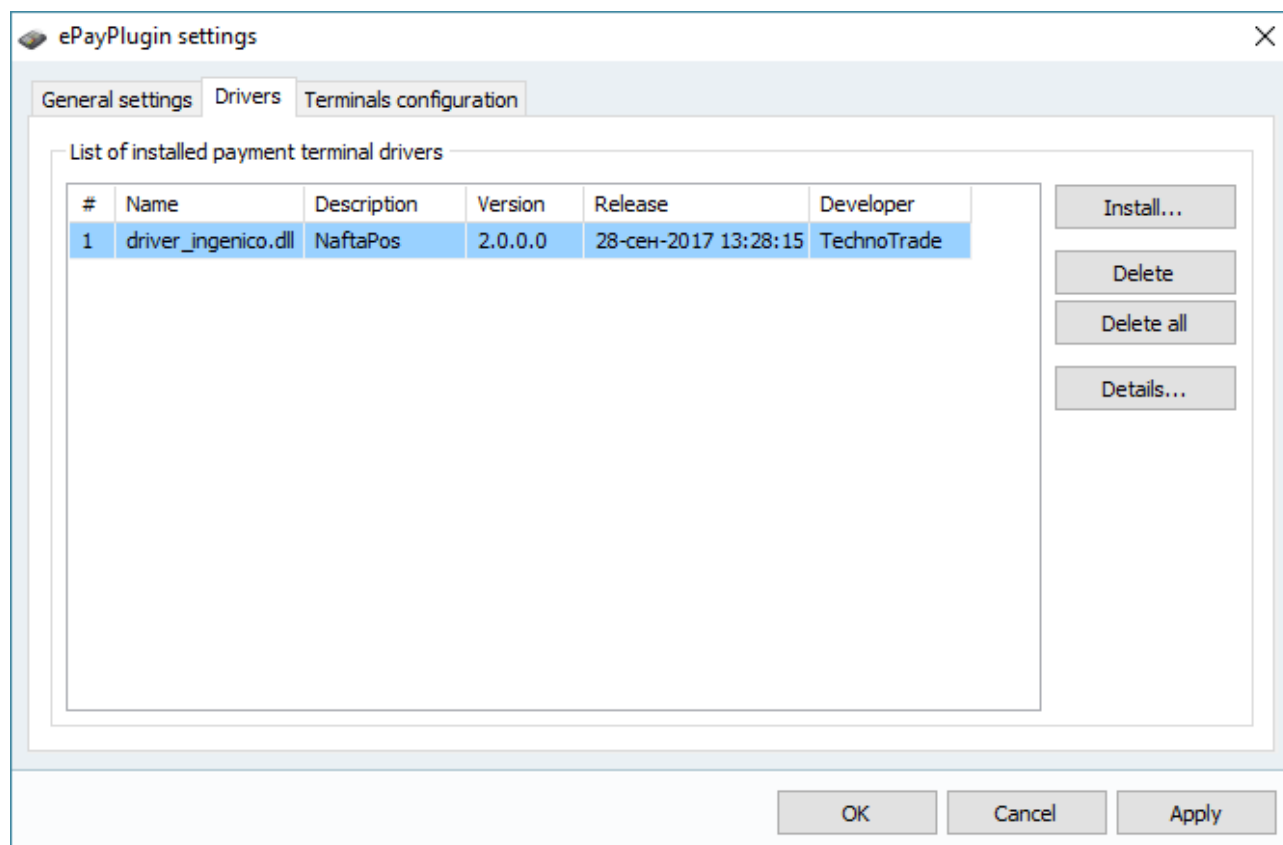 ePayPlugin settings
General settings Drivers Terminals configuration
List of installed payment terminal drivers
# Name Description Version Release Developer
1 driver_ingenico.dll NaftaPos 2.0.0.0 28-сен-2017 13:28:15 TechnoTrade
Install...
Delete
Delete all
Details...
OK Cancel Apply